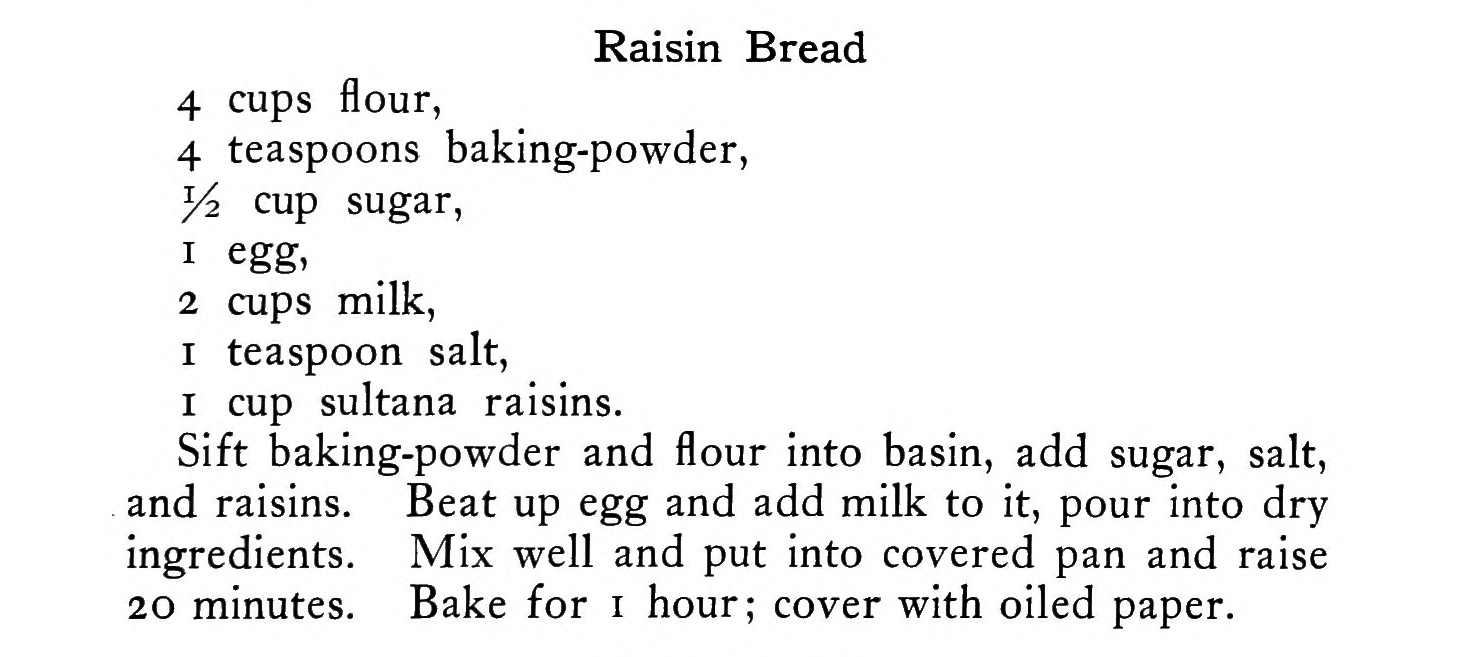 Raisin Bread
4 cups flour,
4 teaspoons baking-powder,
½ cup sugar,
1 egg,
2 cups milk,
1 teaspoon salt,
1 cup sultana raisins.
Sift baking-powder and flour into basin, add sugar, salt,
and raisins. Beat up egg and add milk to it, pour into dry
ingredients. Mix well and put into covered pan and raise
20 minutes. Bake for 1 hour; cover with oiled paper.